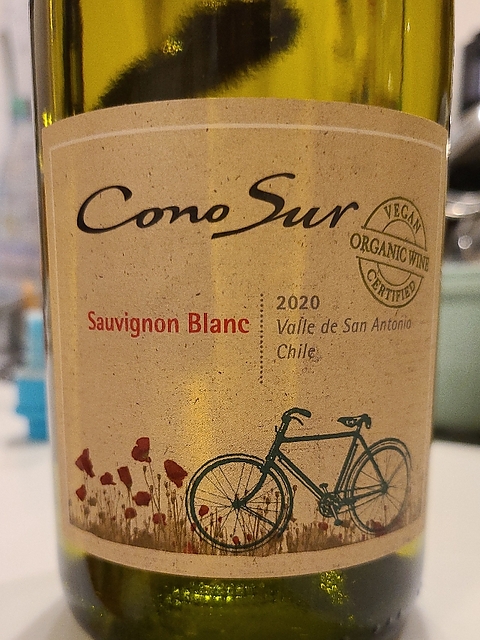 Cono Sur
VEGAN
ORGANIC WINE
CERTIFIED
Sauvignon Blanc
2020
Valle de San Antonio
Chile